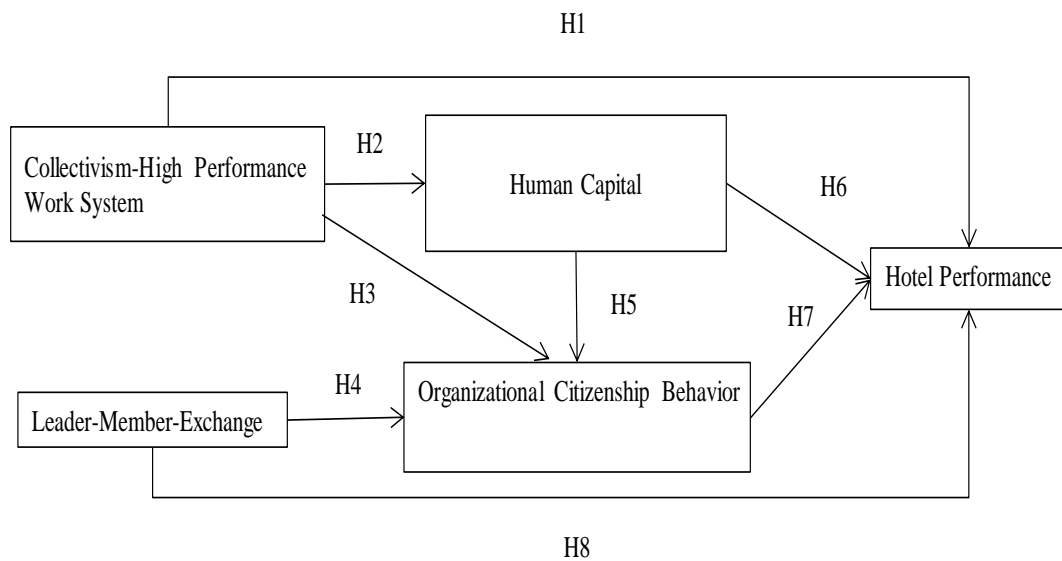 H1
Collectivism-High Performance
Work System
H2
Human Capital
H6
Hotel Performance
H3
H5
H7
Leader-Member-Exchange
H4
Organizational Citizenship Behavior
H8